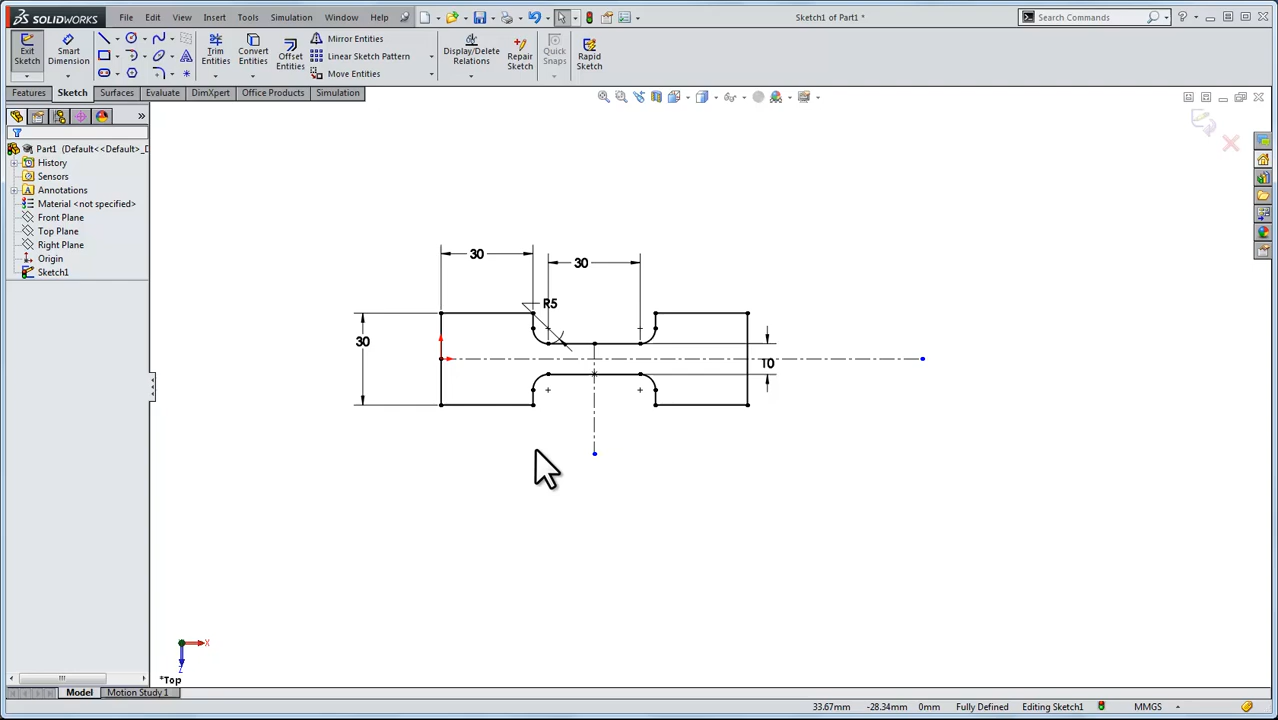 SOLIDWORKS File Edit View Insert Tools Simulation Window Help Sketch1 of Part1 * Search Commands ?
Exit Sketch Smart Dimension Trim Entities Convert Entities Offset Entities Mirror Entities Linear Sketch Pattern Move Entities Display/Delete Relations Repair Sketch Quick Snaps Rapid Sketch
Features Sketch Surfaces Evaluate DimXpert Office Products Simulation
Part1 (Default<<Default>_D
History
Sensors
Annotations
Material <not specified>
Front Plane
Top Plane
Right Plane
Origin
Sketch1
30
30
R5
30
10
X
Z
*Top
Model Motion Study 1
33.67mm -28.34mm 0mm Fully Defined Editing Sketch1 MMGS